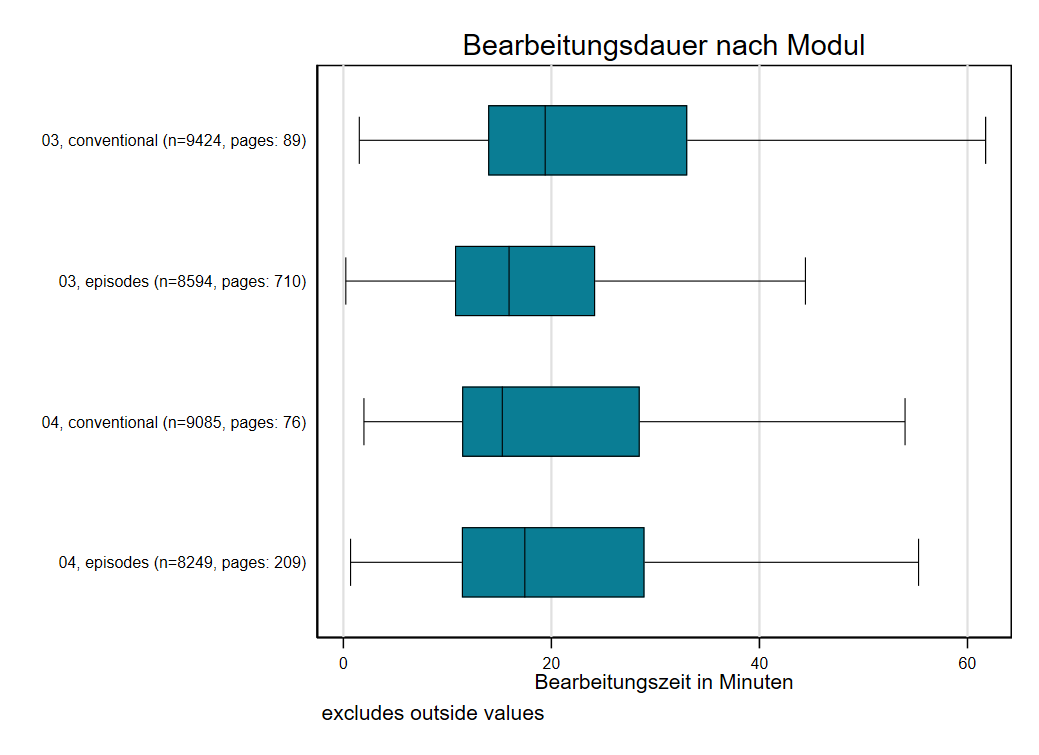 Bearbeitungsdauer nach Modul
03, conventional (n=9424, pages: 89)
03, episodes (n=8594, pages: 710)
04, conventional (n=9085, pages: 76)
04, episodes (n=8249, pages: 209)
0 20 40 60
Bearbeitungszeit in Minuten
excludes outside values